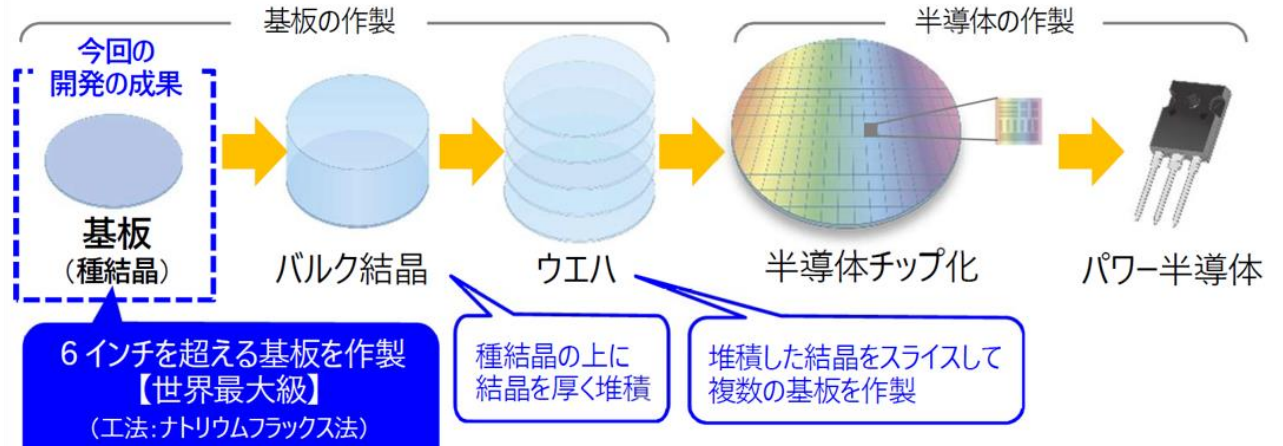 基板の作製
半導体の作製
今回の
開発の成果
基板
（種結晶）
バルク結晶
ウエハ
半導体チップ化
パワー半導体
6インチを超える基板を作製
【世界最大級】
（工法：ナトリウムフラックス法）
種結晶の上に
結晶を厚く堆積
堆積した結晶をスライスして
複数の基板を作製